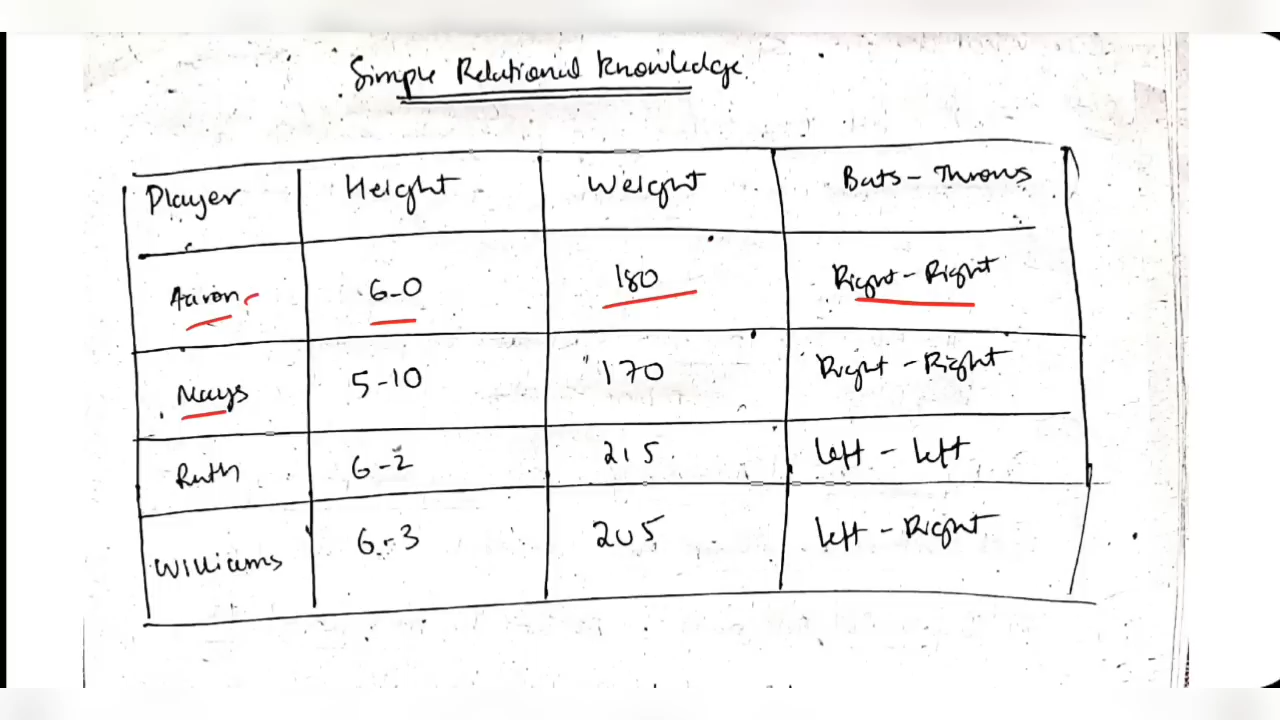 Simple Relational Knowledge
Player Height Weight Bats - Throws
Aaron 6-0 180 Right - Right
Mays 5-10 170 Right - Right
Ruth 6-2 215 Left - Left
Williams 6-3 205 Left - Right